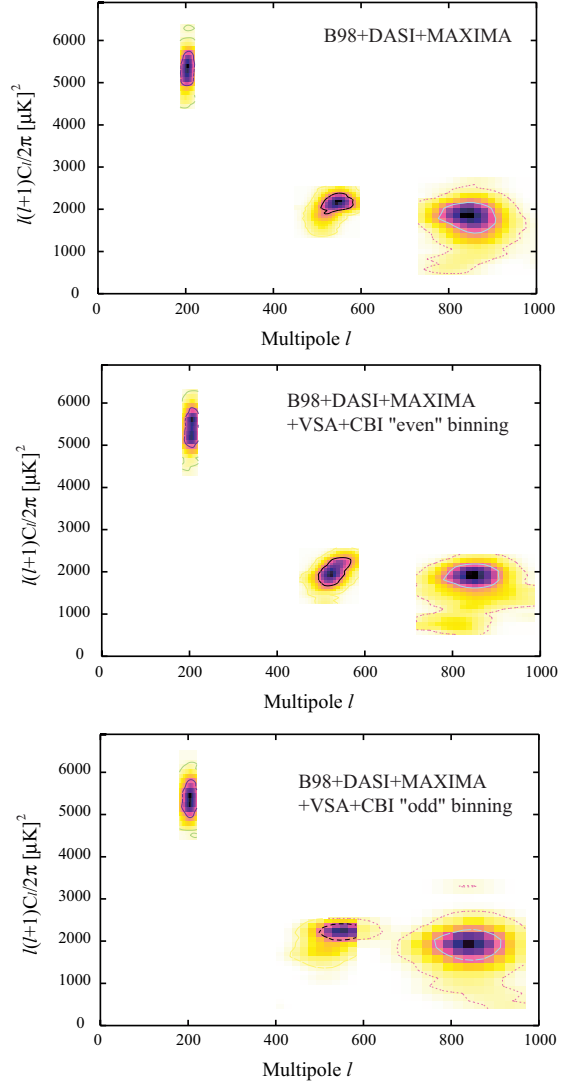 B98+DASI+MAXIMA
l(l+1)Cl/2π [μK]²
6000
5000
4000
3000
2000
1000
0
0 200 400 600 800 1000
Multipole l
B98+DASI+MAXIMA
+VSA+CBI "even" binning
l(l+1)Cl/2π [μK]²
6000
5000
4000
3000
2000
1000
0
0 200 400 600 800 1000
Multipole l
B98+DASI+MAXIMA
+VSA+CBI "odd" binning
l(l+1)Cl/2π [μK]²
6000
5000
4000
3000
2000
1000
0
0 200 400 600 800 1000
Multipole l